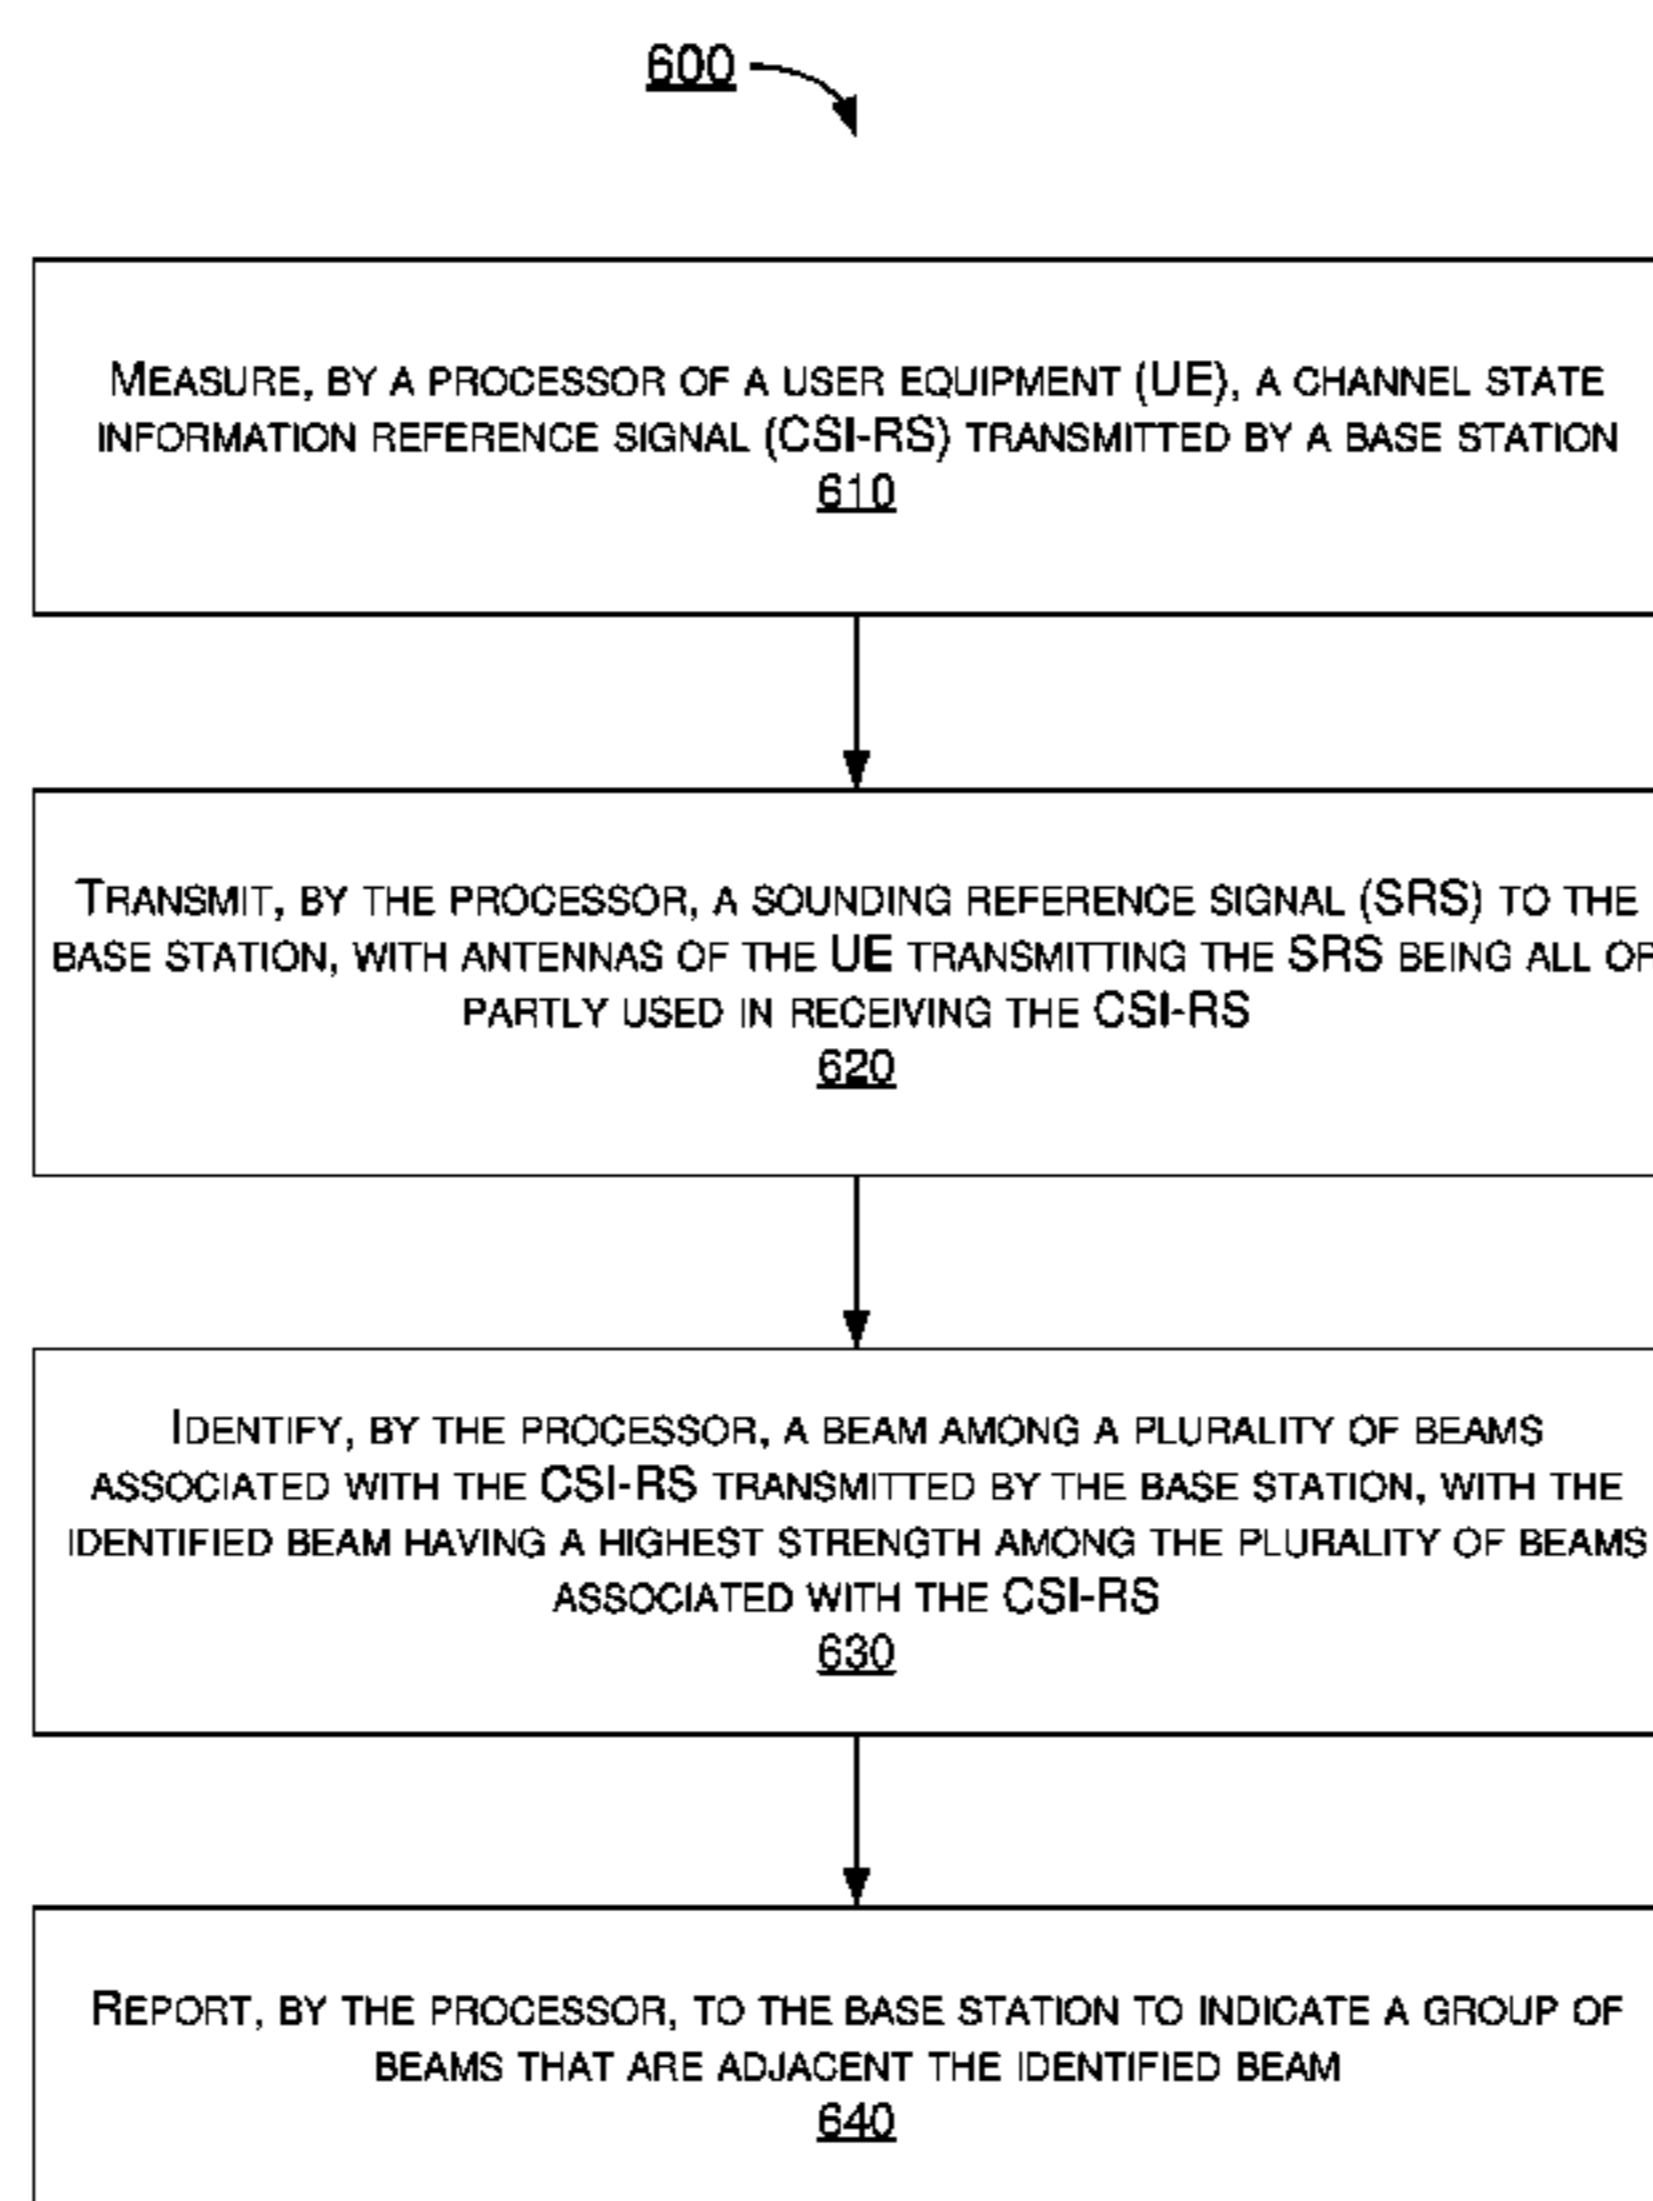 600
MEASURE, BY A PROCESSOR OF A USER EQUIPMENT (UE), A CHANNEL STATE
INFORMATION REFERENCE SIGNAL (CSI-RS) TRANSMITTED BY A BASE STATION
610
TRANSMIT, BY THE PROCESSOR, A SOUNDING REFERENCE SIGNAL (SRS) TO THE
BASE STATION, WITH ANTENNAS OF THE UE TRANSMITTING THE SRS BEING ALL OR
PARTLY USED IN RECEIVING THE CSI-RS
620
IDENTIFY, BY THE PROCESSOR, A BEAM AMONG A PLURALITY OF BEAMS
ASSOCIATED WITH THE CSI-RS TRANSMITTED BY THE BASE STATION, WITH THE
IDENTIFIED BEAM HAVING A HIGHEST STRENGTH AMONG THE PLURALITY OF BEAMS
ASSOCIATED WITH THE CSI-RS
630
REPORT, BY THE PROCESSOR, TO THE BASE STATION TO INDICATE A GROUP OF
BEAMS THAT ARE ADJACENT THE IDENTIFIED BEAM
640